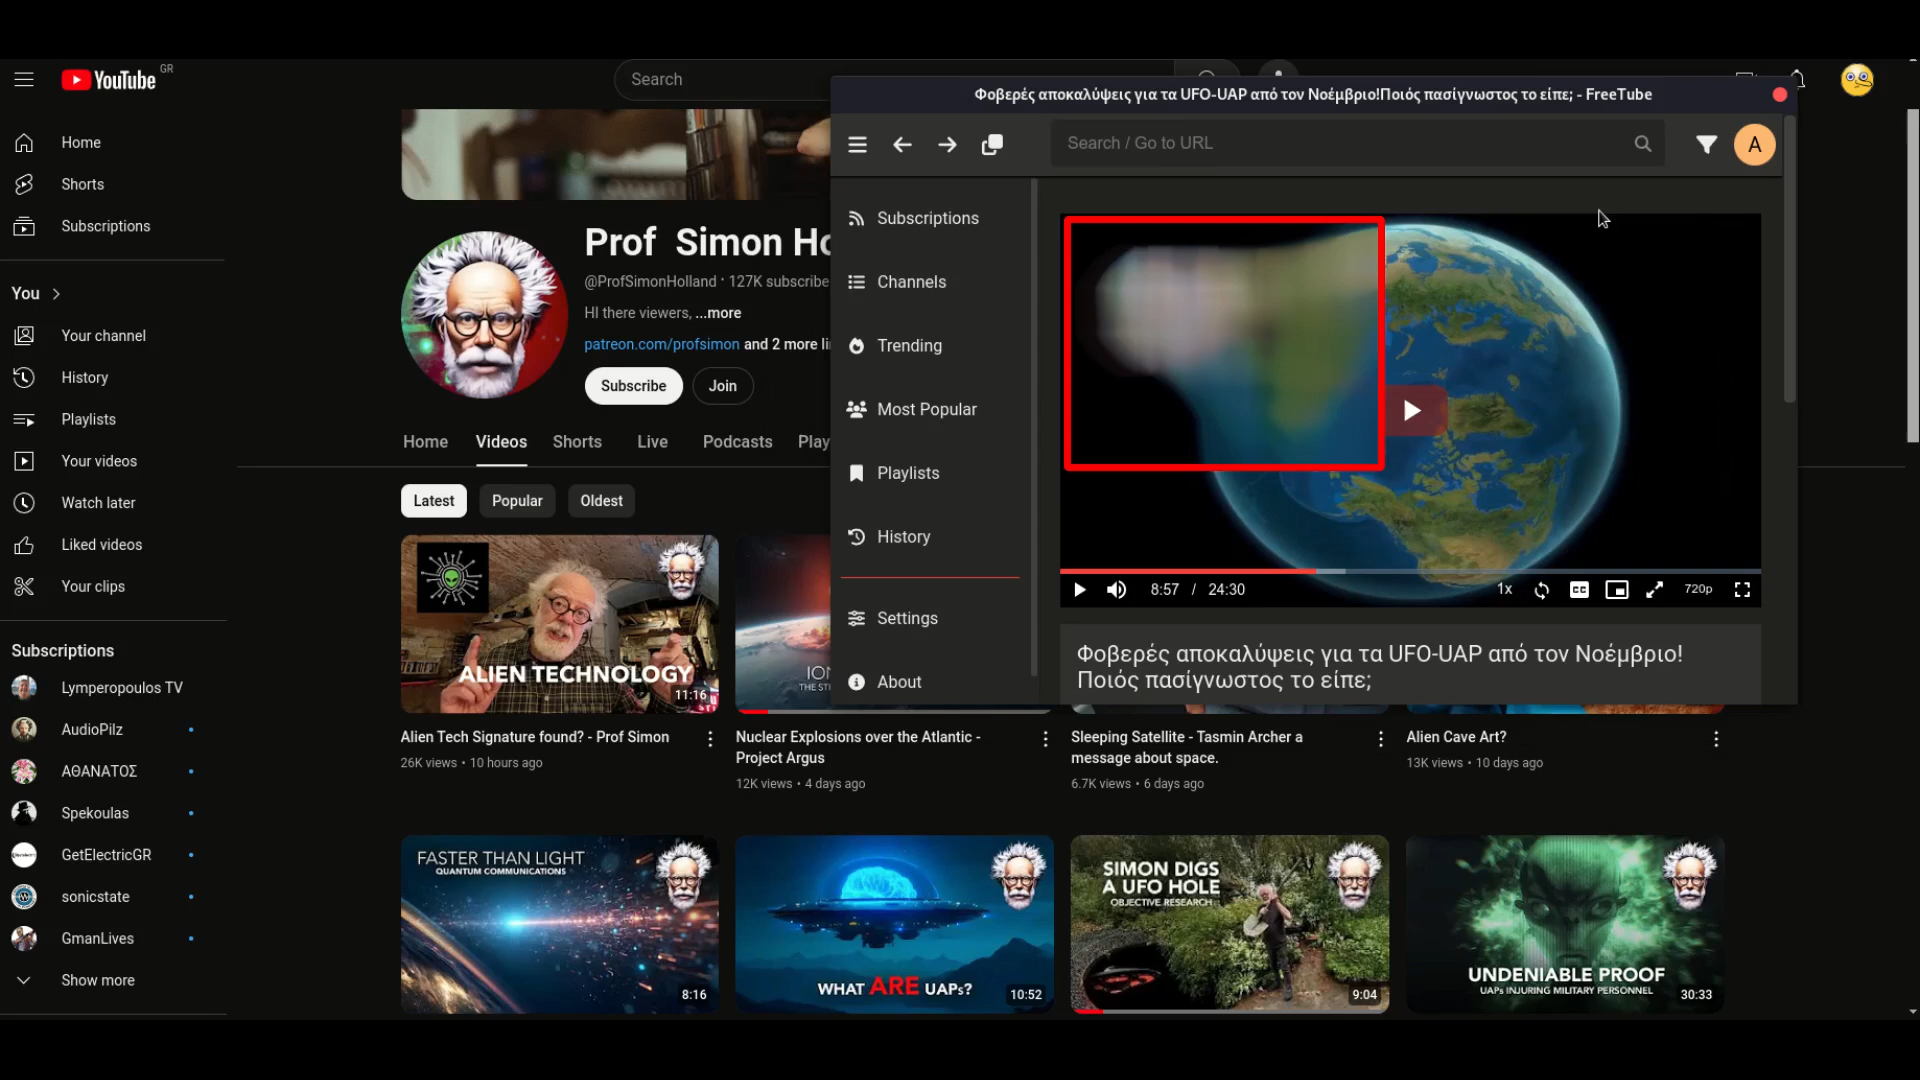 YouTube GR
Search
Home
Shorts
Subscriptions
You
Your channel
History
Playlists
Your videos
Watch later
Liked videos
Your clips
Subscriptions
Lymperopoulos TV
AudioPilz
ΑΘΑΝΑΤΟΣ
Spekoulas
GetElectricGR
sonicstate
GmanLives
Show more
Prof Simon Ho
@ProfSimonHolland · 127K subscribe
HI there viewers, ...more
patreon.com/profsimon and 2 more li
Subscribe
Join
Home
Videos
Shorts
Live
Podcasts
Play
Latest
Popular
Oldest
ALIEN TECHNOLOGY
11:16
Alien Tech Signature found? - Prof Simon
26K views • 10 hours ago
ION
THE ST
Nuclear Explosions over the Atlantic -
Project Argus
12K views • 4 days ago
Sleeping Satellite - Tasmin Archer a
message about space.
6.7K views • 6 days ago
Alien Cave Art?
13K views • 10 days ago
FASTER THAN LIGHT
QUANTUM COMMUNICATIONS
8:16
WHAT ARE UAPs?
10:52
SIMON DIGS
A UFO HOLE
OBJECTIVE RESEARCH
9:04
UNDENIABLE PROOF
UAPs INJURING MILITARY PERSONNEL
30:33
Φοβερές αποκαλύψεις για τα UFO-UAP από τον Νοέμβριο!Ποιός πασίγνωστος το είπε; - FreeTube
Search / Go to URL
A
Subscriptions
Channels
Trending
Most Popular
Playlists
History
Settings
About
8:57 / 24:30
1x
CC
720p
Φοβερές αποκαλύψεις για τα UFO-UAP από τον Νοέμβριο!
Ποιός πασίγνωστος το είπε;